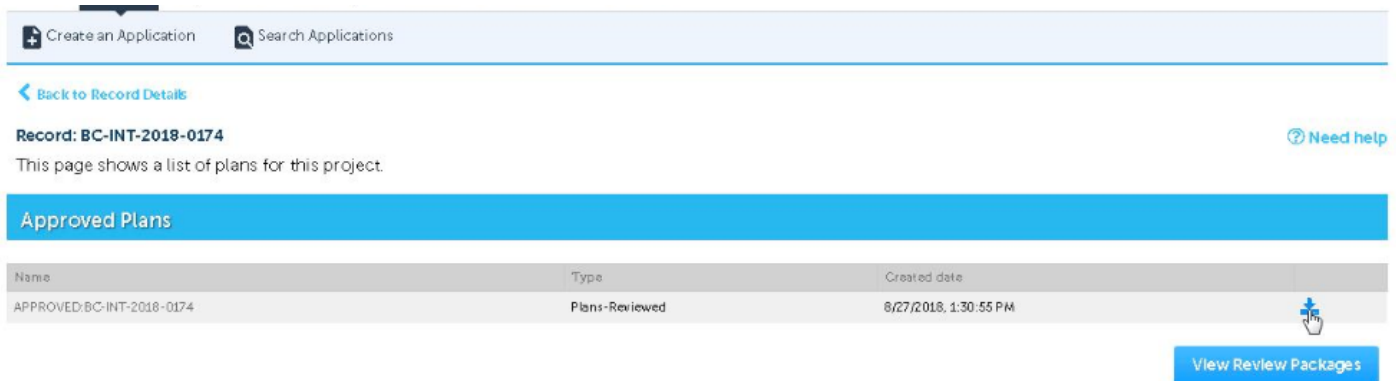 Create an Application Search Applications
Back to Record Details
Record: BC-INT-2018-0174
Need help
This page shows a list of plans for this project.
Approved Plans
Name Type Created date
APPROVED:BC-INT-2018-0174 Plans-Reviewed 8/27/2018, 1:30:55 PM
View Review Packages